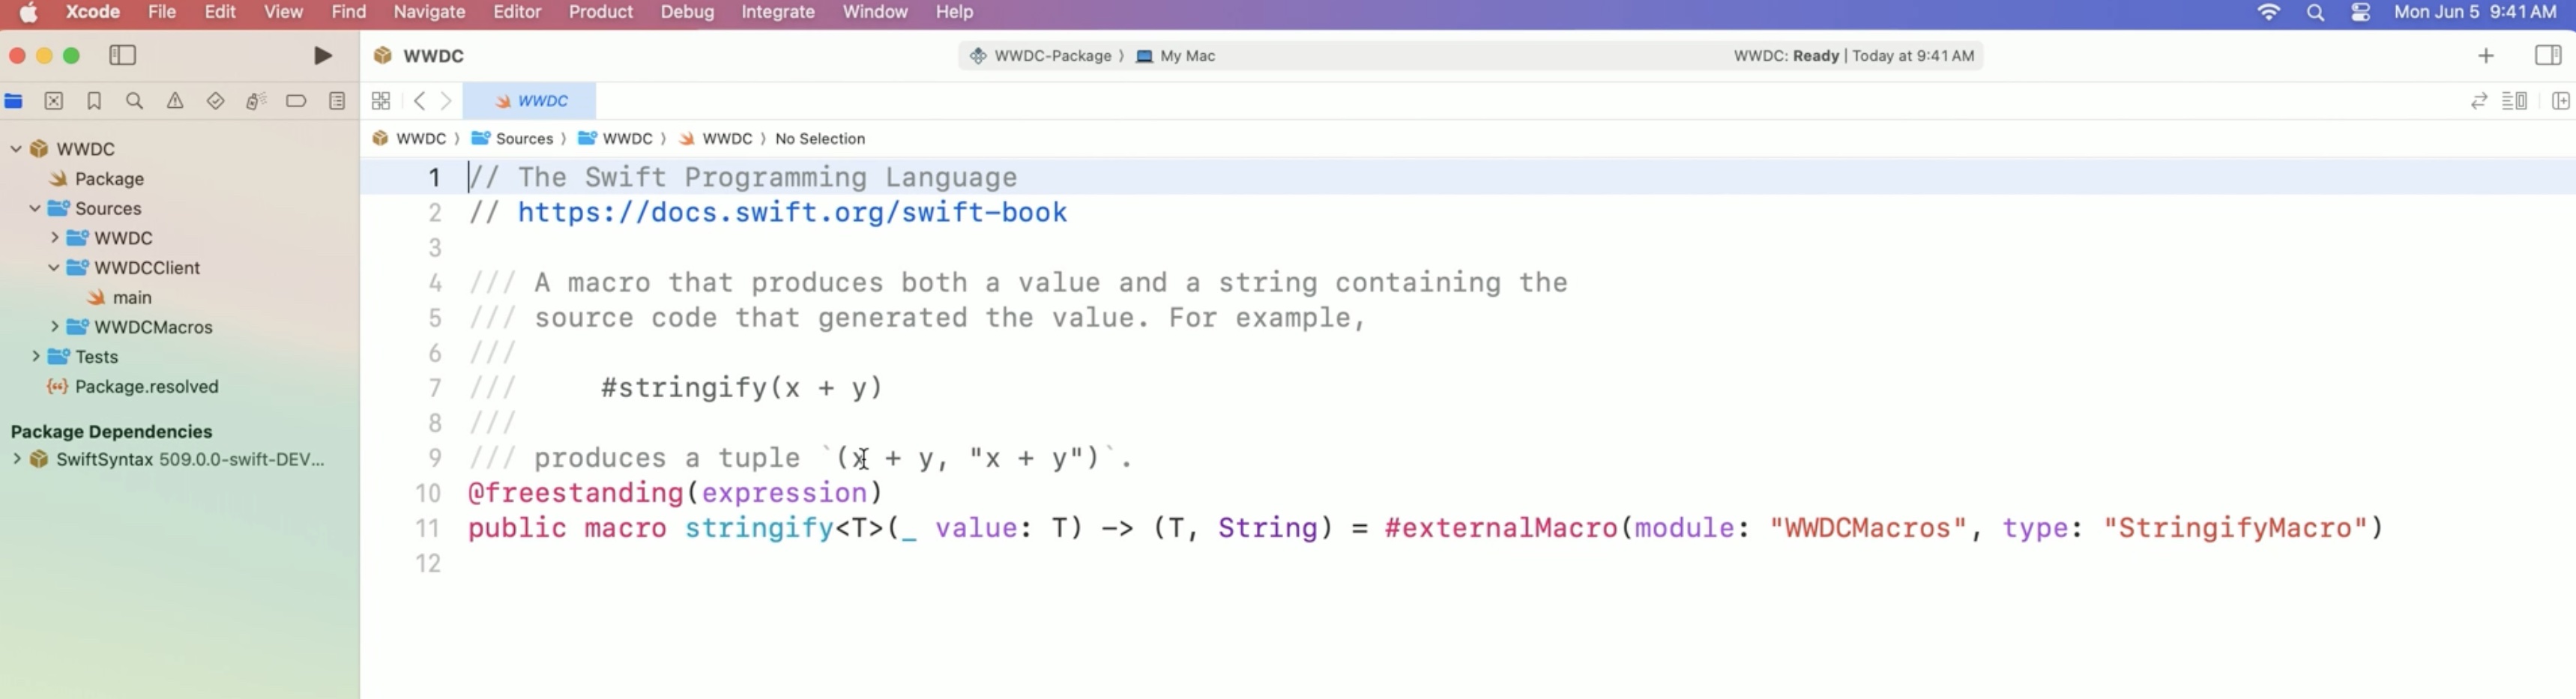 Xcode File Edit View Find Navigate Editor Product Debug Integrate Window Help Mon Jun 5 9:41 AM
WWDC WWDC-Package 〉 My Mac WWDC: Ready | Today at 9:41 AM
WWDC
WWDC 〉 Sources 〉 WWDC 〉 WWDC 〉 No Selection
WWDC
Package
Sources
WWDC
WWDCClient
main
WWDCMacros
Tests
Package.resolved
Package Dependencies
SwiftSyntax 509.0.0-swift-DEV...
1 // The Swift Programming Language
2 // https://docs.swift.org/swift-book
3
4 /// A macro that produces both a value and a string containing the
5 /// source code that generated the value. For example,
6 ///
7 ///     #stringify(x + y)
8 ///
9 /// produces a tuple `(x + y, "x + y")`.
10 @freestanding(expression)
11 public macro stringify<T>(_ value: T) -> (T, String) = #externalMacro(module: "WWDCMacros", type: "StringifyMacro")
12